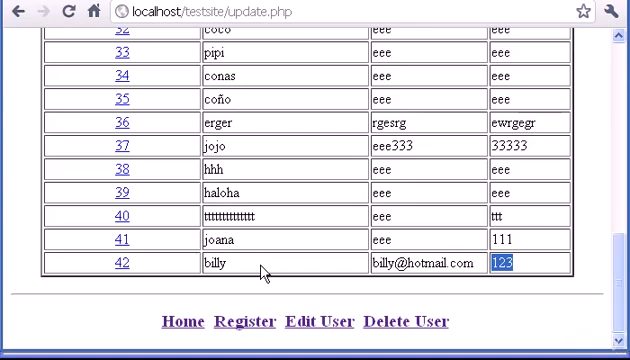 localhost/testsite/update.php
32 coco eee eee
33 pipi eee eee
34 conas eee eee
35 coño eee eee
36 erger rgesrg ewrgegr
37 jojo eee333 33333
38 hhh eee eee
39 haloha eee eee
40 tttttttttttttt eee ttt
41 joana eee 111
42 billy billy@hotmail.com 123
Home Register Edit User Delete User